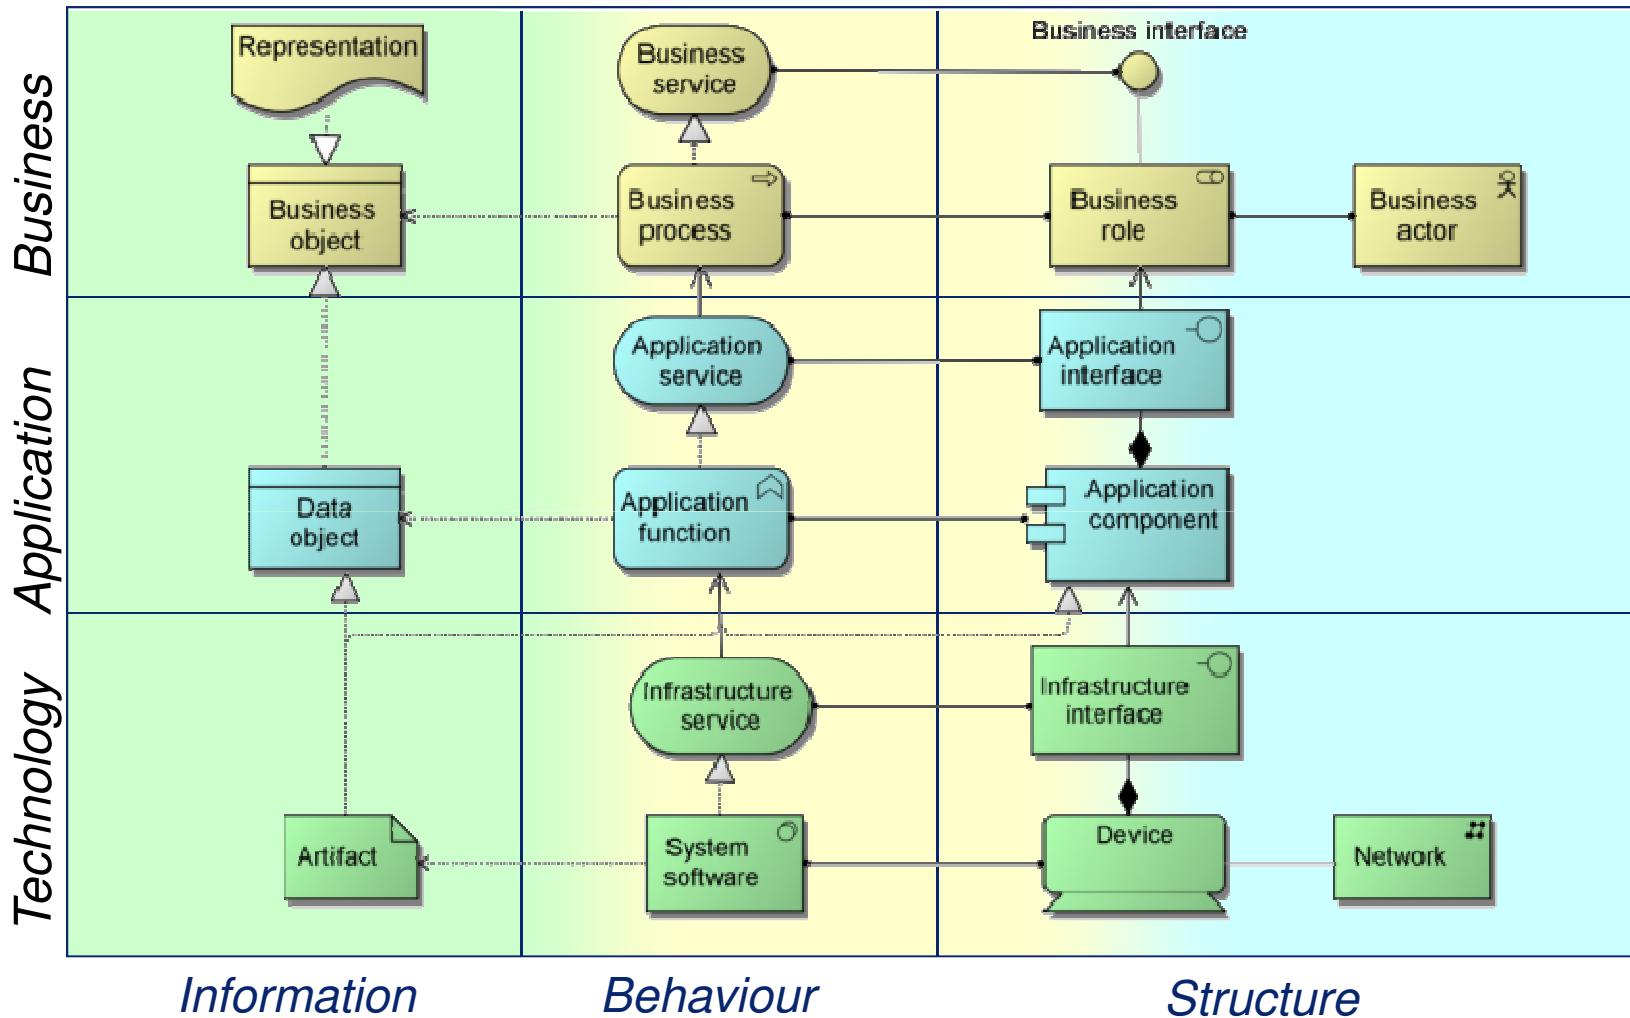 Business
Representation
Business
service
Business interface
Business
object
Business
process
Business
role
Business
actor
Application
Application
service
Application
interface
Data
object
Application
function
Application
component
Technology
Infrastructure
service
Infrastructure
interface
Artifact
System
software
Device
Network
Information
Behaviour
Structure